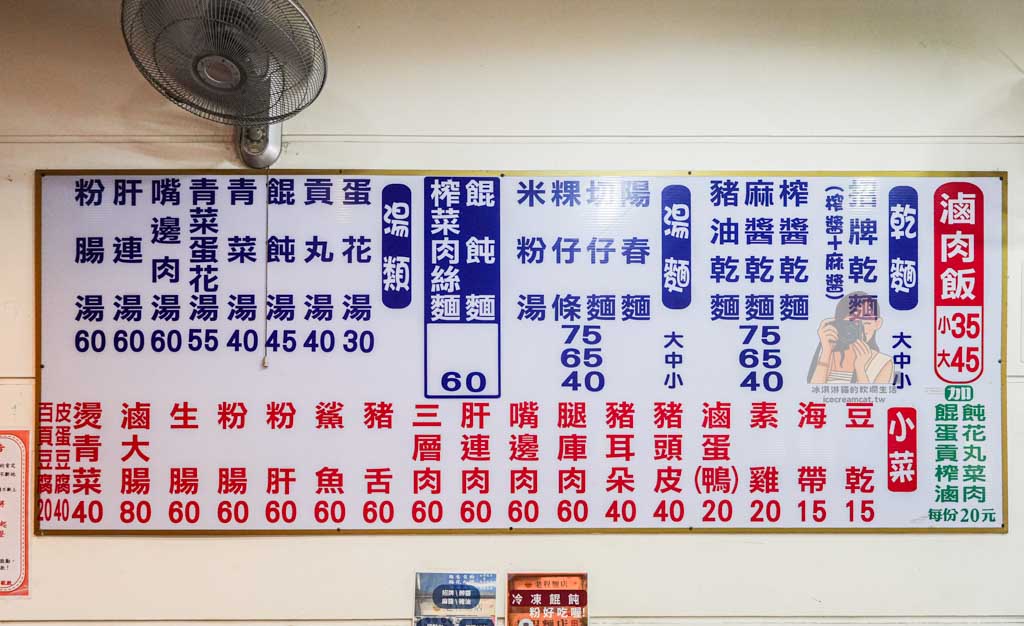 滷肉飯
小35
大45
加
餛飩
蛋花
貢丸
榨菜
滷肉
每份20元
乾麵
大中小
招牌乾麵
(榨醬+麻醬)
榨醬乾麵
麻醬乾麵
豬油乾麵
75
65
40
湯麵
大中小
陽春麵
切仔麵
粿仔條
米粉湯
75
65
40
餛飩麵
榨菜肉絲麵
60
湯類
蛋花湯30
貢丸湯40
餛飩湯45
青菜湯40
青菜蛋花湯55
嘴邊肉湯60
肝連湯60
粉腸湯60
小菜
豆乾15
海帶15
素雞20
滷蛋(鴨)20
豬頭皮40
豬耳朵40
腿庫肉60
嘴邊肉60
肝連肉60
三層肉60
豬舌60
鯊魚60
粉肝60
粉腸60
生腸60
滷大腸80
燙青菜40
皮蛋豆腐40
百頁豆腐20
冰淇淋貓的軟爛生活
icecreamcat.tw
冷凍餛飩
粉好吃喔!